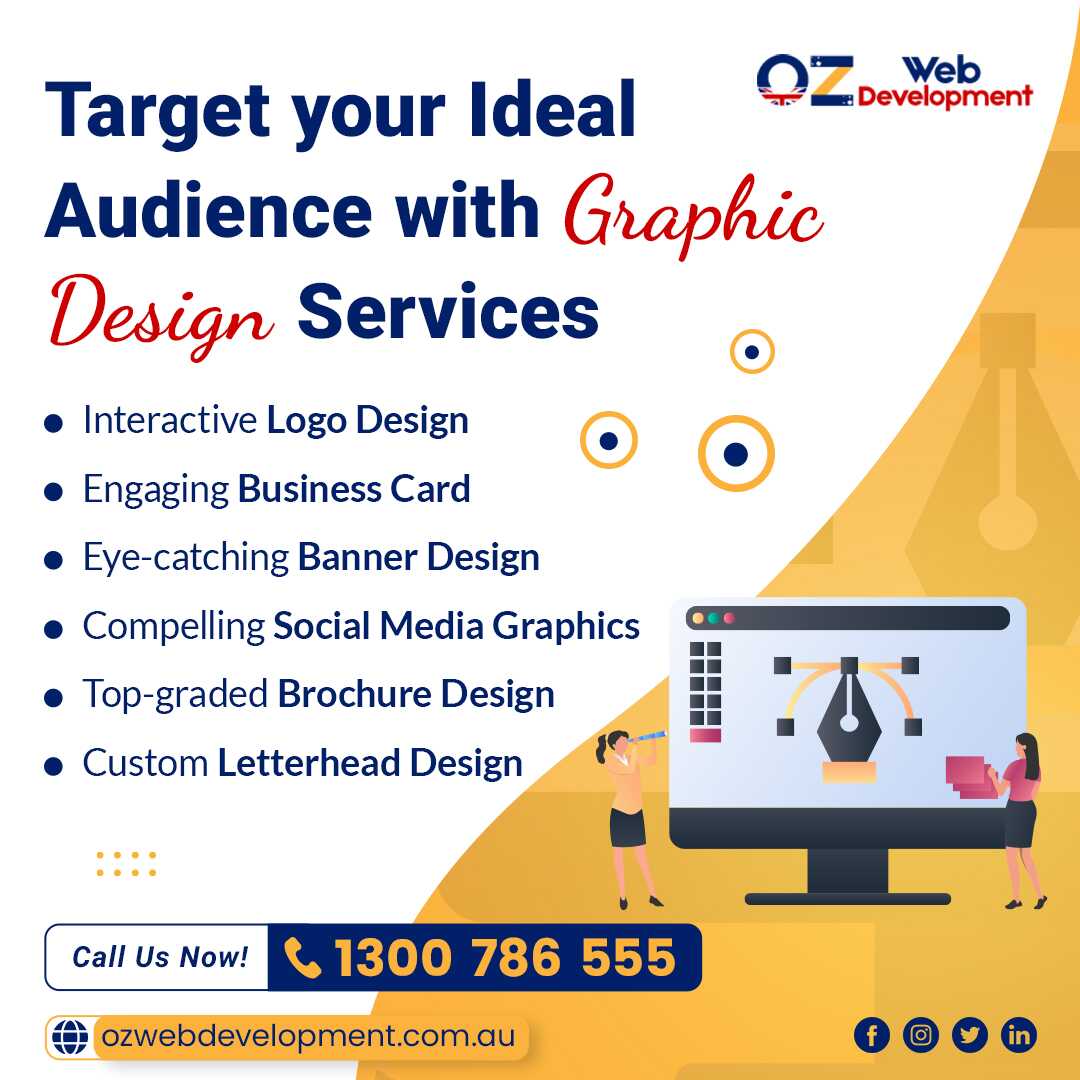 OZ Web
Development
Target your Ideal
Audience with Graphic
Design Services
Interactive Logo Design
Engaging Business Card
Eye-catching Banner Design
Compelling Social Media Graphics
Top-graded Brochure Design
Custom Letterhead Design
Call Us Now! 1300 786 555
ozwebdevelopment.com.au